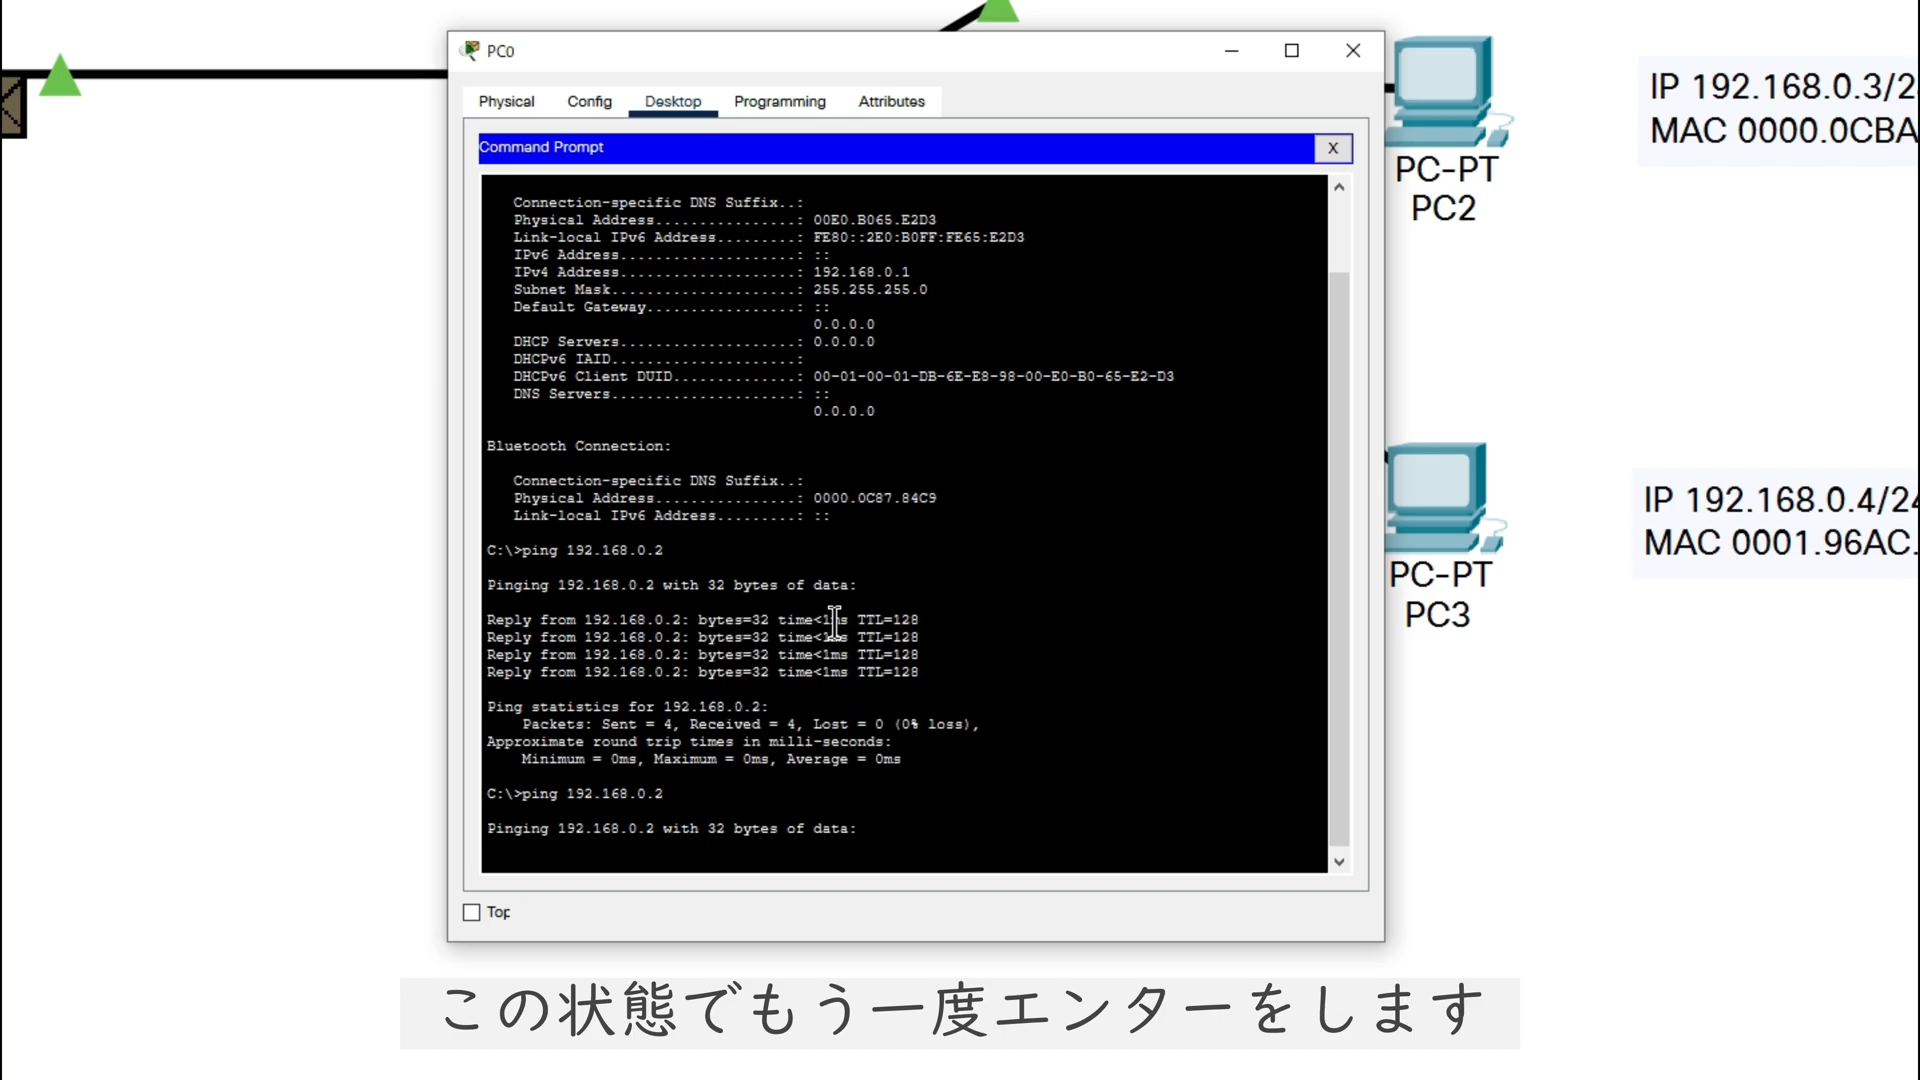 PC0
Physical Config Desktop Programming Attributes
Command Prompt X
Connection-specific DNS Suffix..:
Physical Address................: 00E0.B065.E2D3
Link-local IPv6 Address.........: FE80::2E0:B0FF:FE65:E2D3
IPv6 Address....................: ::
IPv4 Address....................: 192.168.0.1
Subnet Mask.....................: 255.255.255.0
Default Gateway.................: ::
0.0.0.0
DHCP Servers....................: 0.0.0.0
DHCPv6 IAID.....................:
DHCPv6 Client DUID..............: 00-01-00-01-DB-6E-E8-98-00-E0-B0-65-E2-D3
DNS Servers.....................: ::
0.0.0.0
Bluetooth Connection:
Connection-specific DNS Suffix..:
Physical Address................: 0000.0C87.84C9
Link-local IPv6 Address.........: ::
C:\>ping 192.168.0.2
Pinging 192.168.0.2 with 32 bytes of data:
Reply from 192.168.0.2: bytes=32 time<1ms TTL=128
Reply from 192.168.0.2: bytes=32 time<1ms TTL=128
Reply from 192.168.0.2: bytes=32 time<1ms TTL=128
Reply from 192.168.0.2: bytes=32 time<1ms TTL=128
Ping statistics for 192.168.0.2:
Packets: Sent = 4, Received = 4, Lost = 0 (0% loss),
Approximate round trip times in milli-seconds:
Minimum = 0ms, Maximum = 0ms, Average = 0ms
C:\>ping 192.168.0.2
Pinging 192.168.0.2 with 32 bytes of data:
Top
PC-PT
PC2
IP 192.168.0.3/2
MAC 0000.0CBA
PC-PT
PC3
IP 192.168.0.4/24
MAC 0001.96AC.
この状態でもう一度エンターをします